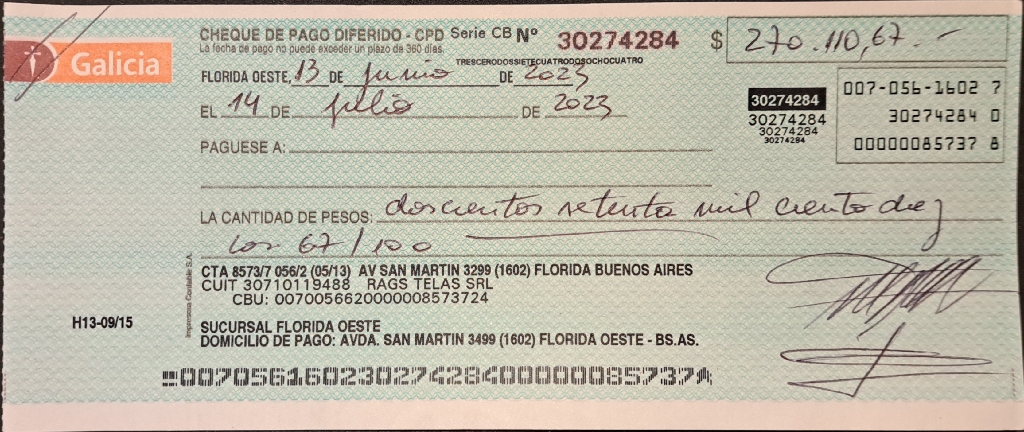 Galicia
CHEQUE DE PAGO DIFERIDO - CPD Serie CB Nº 30274284 $ 270.110,67.-
La fecha de pago no puede exceder un plazo de 360 días.
TRESCERODOSSIETECUATRODOSOCHOCUATRO
FLORIDA OESTE, 13 DE junio DE 2023
EL 14 DE julio DE 2023
30274284
30274284
30274284
30274284
007-056-1602 7
30274284 0
00000085737 8
PAGUESE A:
LA CANTIDAD DE PESOS: doscientos setenta mil ciento diez
con 67/100
CTA 8573/7 056/2 (05/13) AV SAN MARTIN 3299 (1602) FLORIDA BUENOS AIRES
CUIT 30710119488 RAGS TELAS SRL
CBU: 0070056620000008573724
Impresora Contable S.A.
H13-09/15
SUCURSAL FLORIDA OESTE
DOMICILIO DE PAGO: AVDA. SAN MARTIN 3499 (1602) FLORIDA OESTE - BS.AS.
00705616023027428400000085737